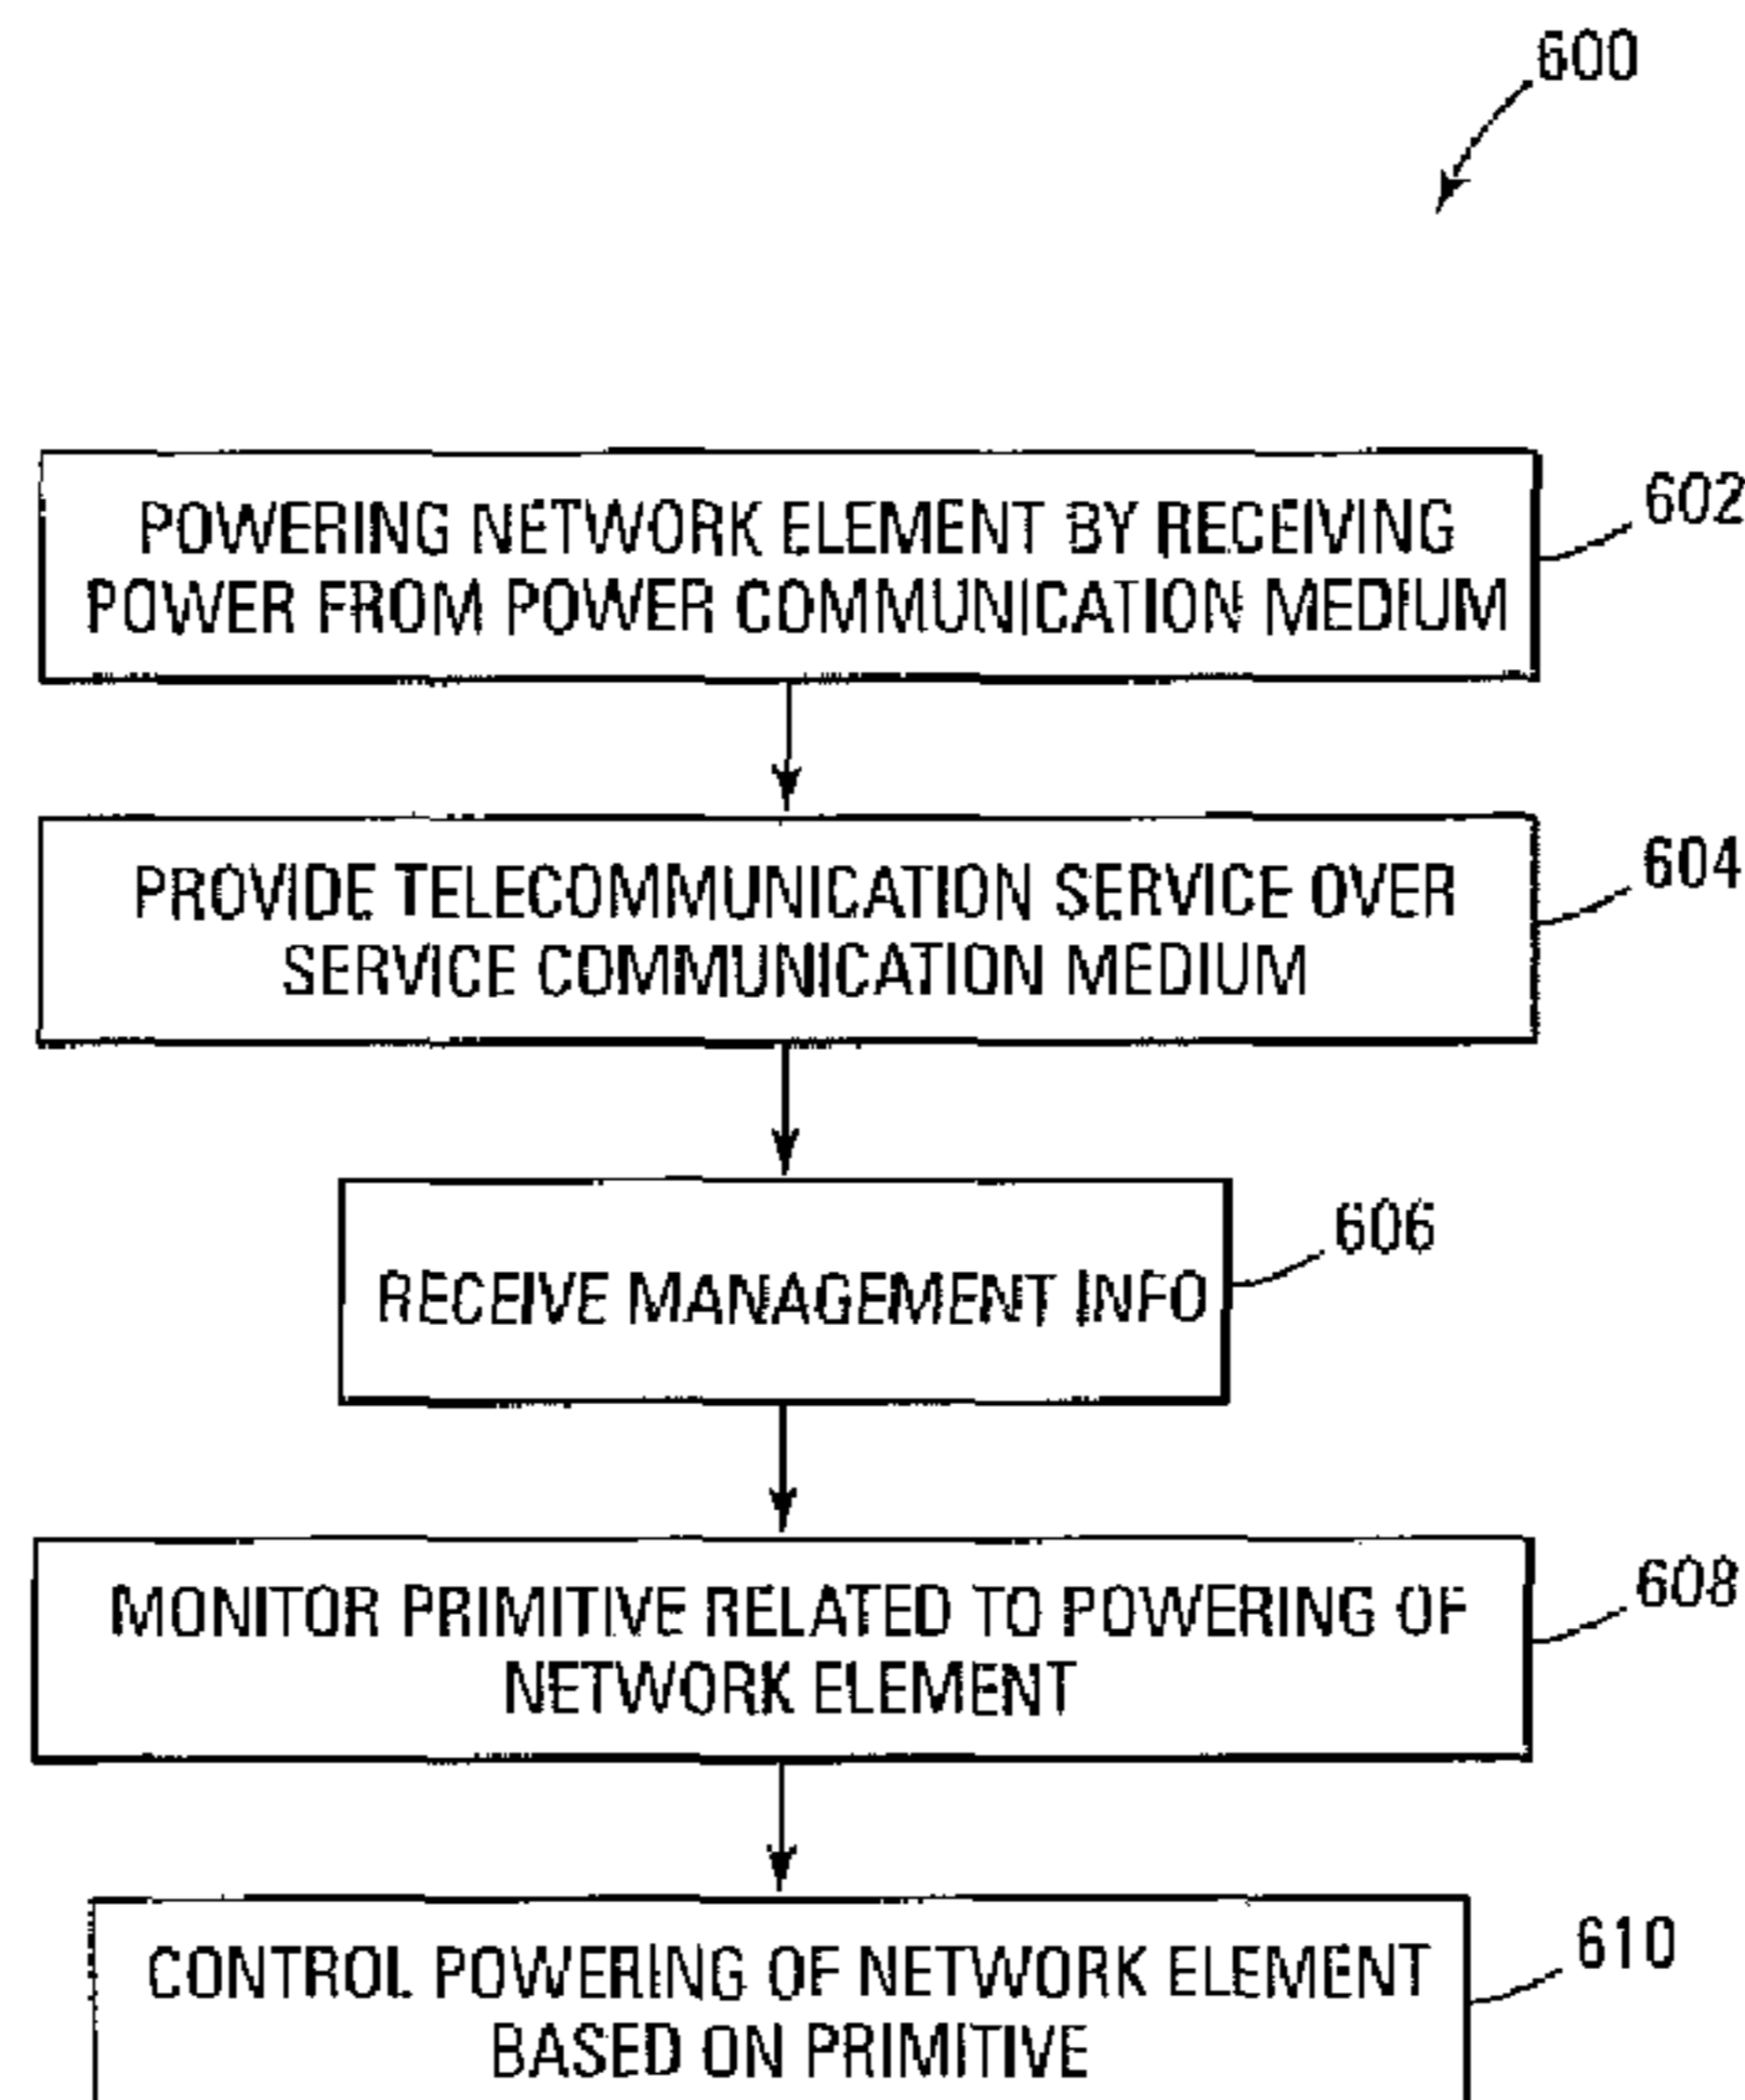 600
POWERING NETWORK ELEMENT BY RECEIVING
POWER FROM POWER COMMUNICATION MEDIUM
602
PROVIDE TELECOMMUNICATION SERVICE OVER
SERVICE COMMUNICATION MEDIUM
604
RECEIVE MANAGEMENT INFO
606
MONITOR PRIMITIVE RELATED TO POWERING OF
NETWORK ELEMENT
608
CONTROL POWERING OF NETWORK ELEMENT
BASED ON PRIMITIVE
610